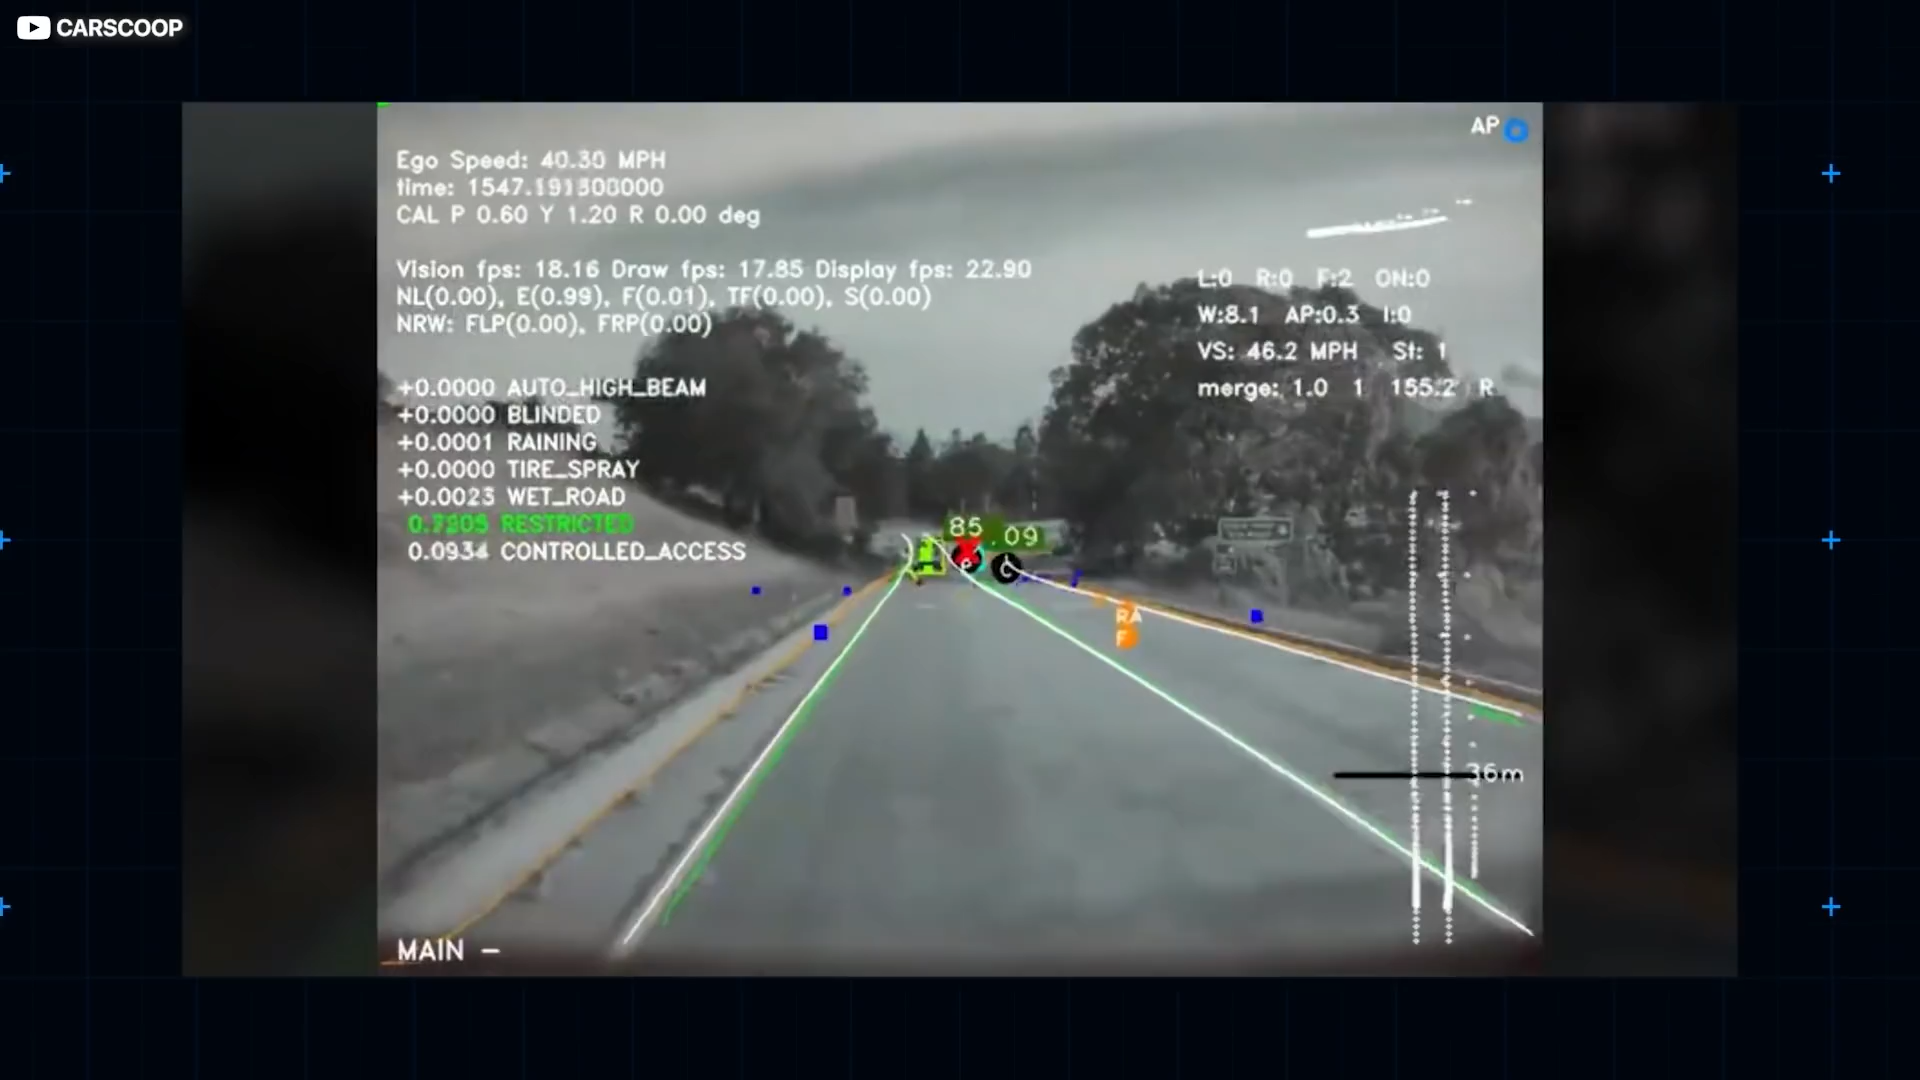 CARSCOOP
AP
Ego Speed: 40.30 MPH
time: 1547.191308000
CAL P 0.60 Y 1.20 R 0.00 deg
Vision fps: 18.16 Draw fps: 17.85 Display fps: 22.90
NL(0.00), E(0.99), F(0.01), TF(0.00), S(0.00)
NRW: FLP(0.00), FRP(0.00)
L:0 R:0 F:2 ON:0
W:8.1 AP:0.3 I:0
VS: 46.2 MPH St: 1
merge: 1.0 1 155.2 R
+0.0000 AUTO_HIGH_BEAM
+0.0000 BLINDED
+0.0001 RAINING
+0.0000 TIRE_SPRAY
+0.0023 WET_ROAD
0.7205 RESTRICTED
0.0934 CONTROLLED_ACCESS
85 .09
C
RA
F
36m
MAIN -